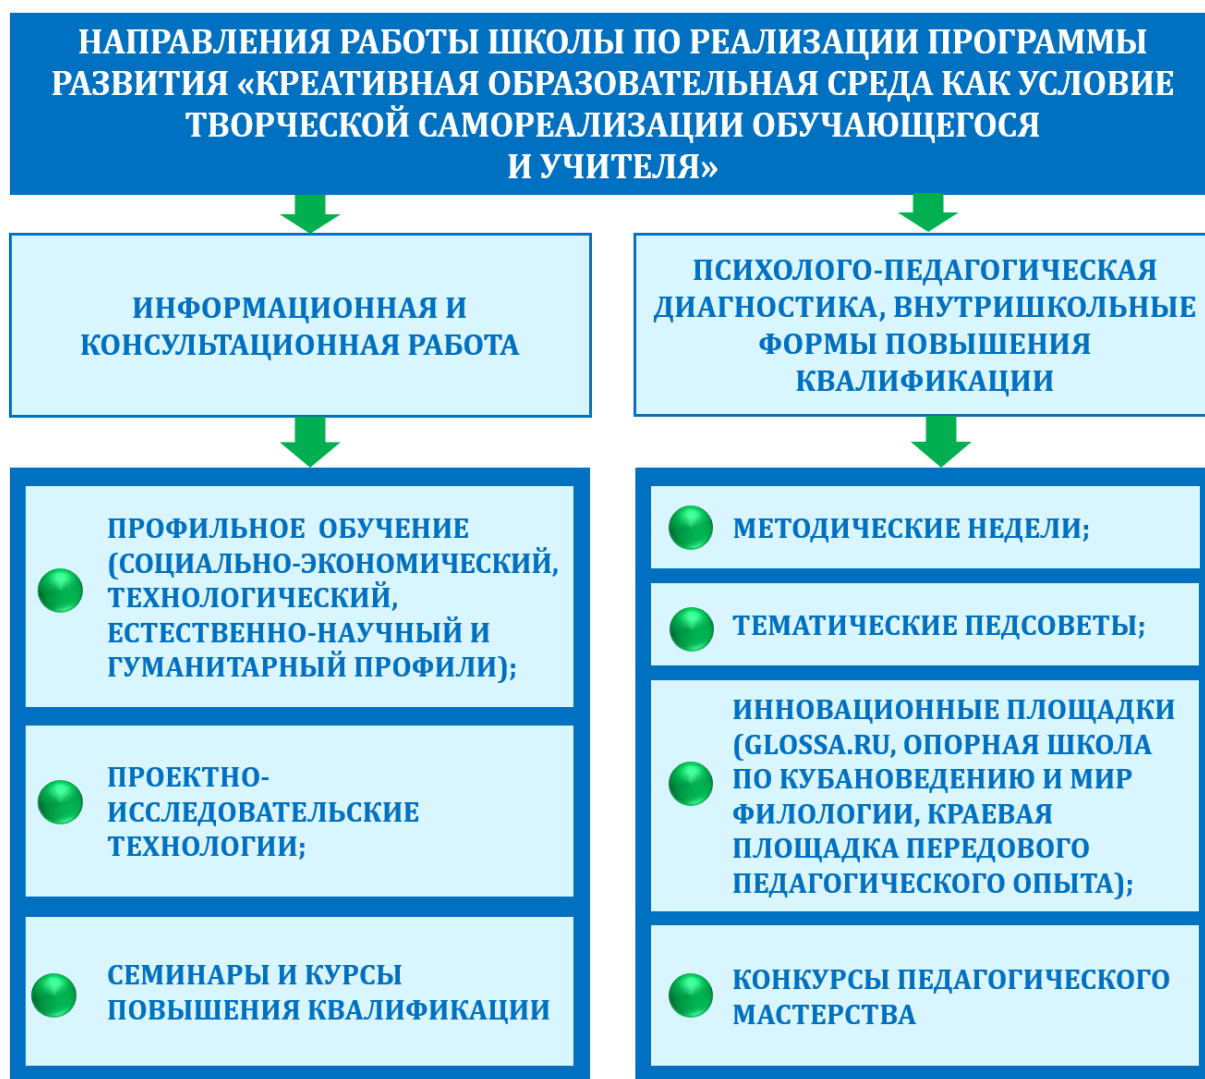 НАПРАВЛЕНИЯ РАБОТЫ ШКОЛЫ ПО РЕАЛИЗАЦИИ ПРОГРАММЫ
РАЗВИТИЯ «КРЕАТИВНАЯ ОБРАЗОВАТЕЛЬНАЯ СРЕДА КАК УСЛОВИЕ
ТВОРЧЕСКОЙ САМОРЕАЛИЗАЦИИ ОБУЧАЮЩЕГОСЯ
И УЧИТЕЛЯ»
ИНФОРМАЦИОННАЯ И
КОНСУЛЬТАЦИОННАЯ РАБОТА
ПРОФИЛЬНОЕ ОБУЧЕНИЕ
(СОЦИАЛЬНО-ЭКОНОМИЧЕСКИЙ,
ТЕХНОЛОГИЧЕСКИЙ,
ЕСТЕСТВЕННО-НАУЧНЫЙ И
ГУМАНИТАРНЫЙ ПРОФИЛИ);
ПРОЕКТНО-
ИССЛЕДОВАТЕЛЬСКИЕ
ТЕХНОЛОГИИ;
СЕМИНАРЫ И КУРСЫ
ПОВЫШЕНИЯ КВАЛИФИКАЦИИ
ПСИХОЛОГО-ПЕДАГОГИЧЕСКАЯ
ДИАГНОСТИКА, ВНУТРИШКОЛЬНЫЕ
ФОРМЫ ПОВЫШЕНИЯ
КВАЛИФИКАЦИИ
МЕТОДИЧЕСКИЕ НЕДЕЛИ;
ТЕМАТИЧЕСКИЕ ПЕДСОВЕТЫ;
ИННОВАЦИОННЫЕ ПЛОЩАДКИ
(GLOSSA.RU, ОПОРНАЯ ШКОЛА
ПО КУБАНОВЕДЕНИЮ И МИР
ФИЛОЛОГИИ, КРАЕВАЯ
ПЛОЩАДКА ПЕРЕДОВОГО
ПЕДАГОГИЧЕСКОГО ОПЫТА);
КОНКУРСЫ ПЕДАГОГИЧЕСКОГО
МАСТЕРСТВА